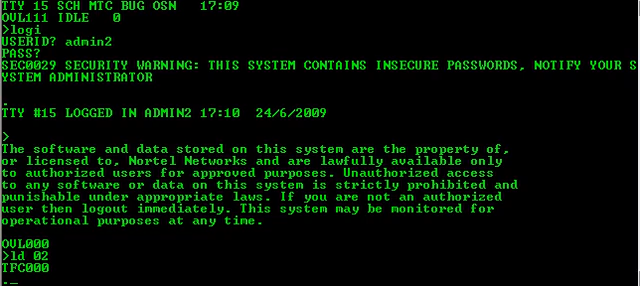 TTY 15 SCH MTC BUG OSN   17:09
OVL111 IDLE   0
>logi
USERID? admin2
PASS?
SEC0029 SECURITY WARNING: THIS SYSTEM CONTAINS INSECURE PASSWORDS, NOTIFY YOUR S
YSTEM ADMINISTRATOR
.
TTY #15 LOGGED IN ADMIN2 17:10  24/6/2009
>
The software and data stored on this system are the property of,
or licensed to, Nortel Networks and are lawfully available only
to authorized users for approved purposes. Unauthorized access
to any software or data on this system is strictly prohibited and
punishable under appropriate laws. If you are not an authorized
user then logout immediately. This system may be monitored for
operational purposes at any time.
OVL000
>ld 02
TFC000
._